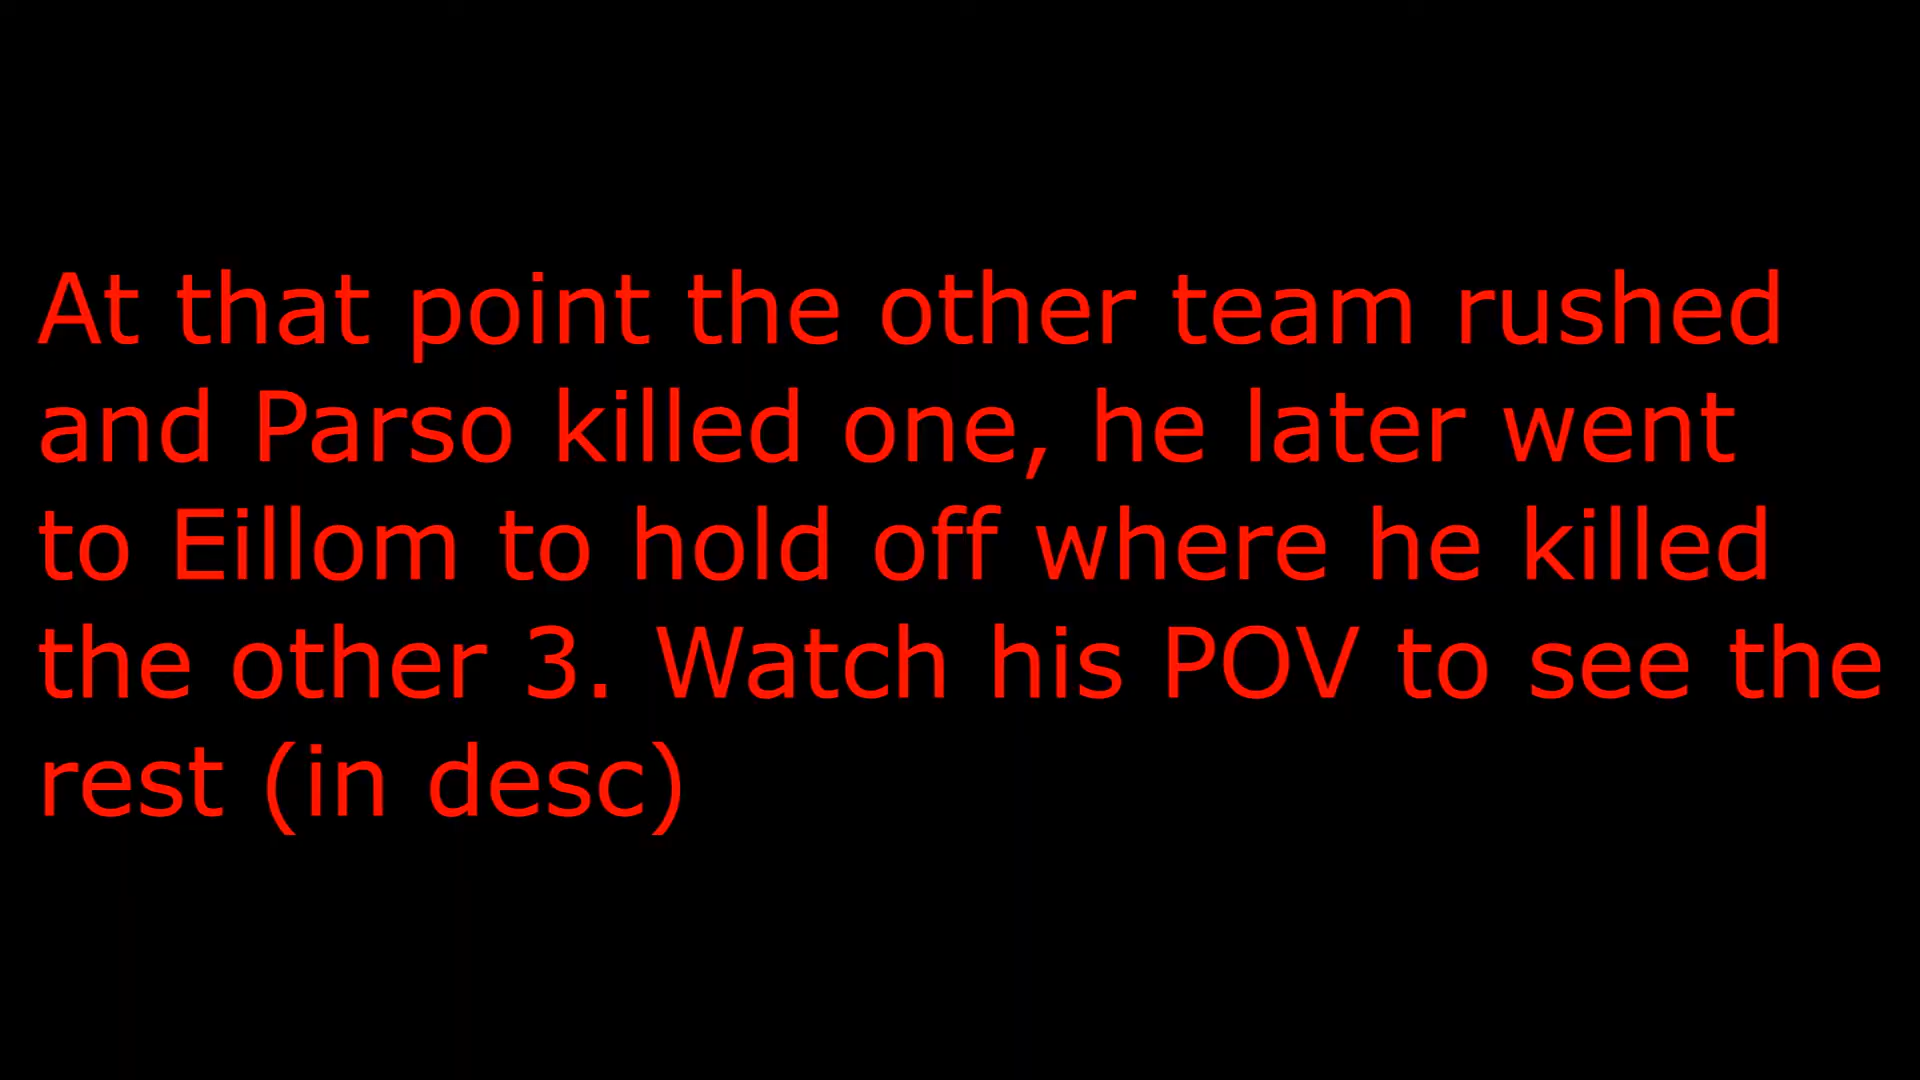 At that point the other team rushed
and Parso killed one, he later went
to Eillom to hold off where he killed
the other 3. Watch his POV to see the
rest (in desc)